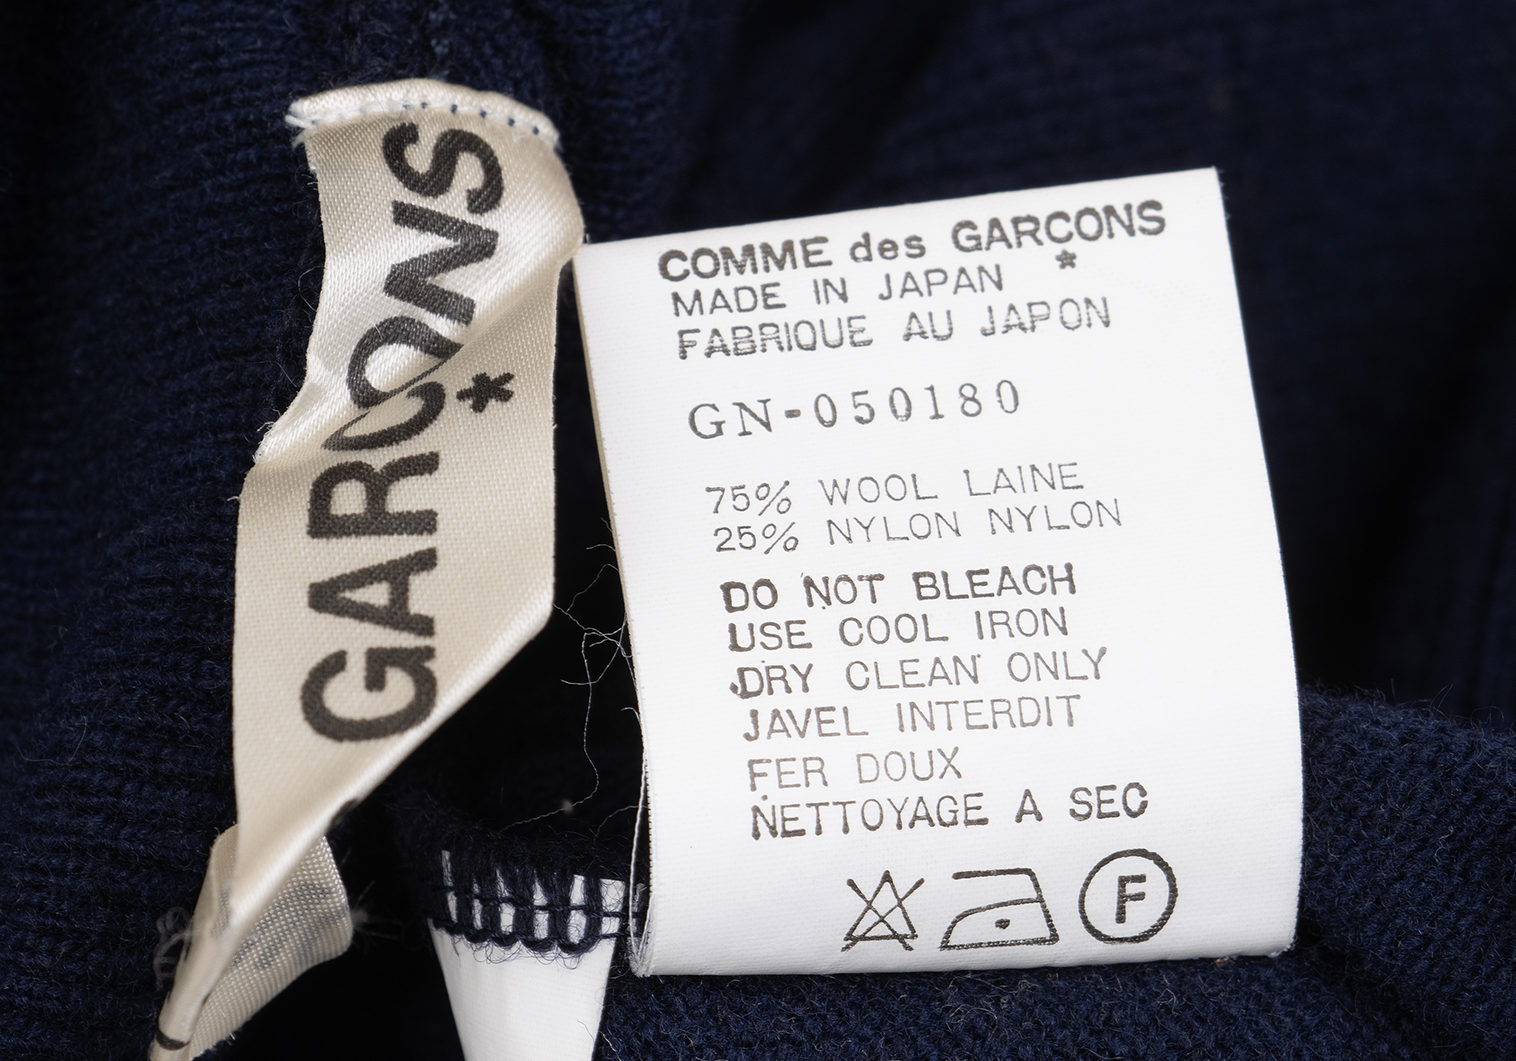 GARCONS
*
COMME des GARCONS
*
MADE IN JAPAN
FABRIQUE AU JAPON
GN-050180
75% WOOL LAINE
25% NYLON NYLON
DO NOT BLEACH
USE COOL IRON
DRY CLEAN ONLY
JAVEL INTERDIT
FER DOUX
NETTOYAGE A SEC
F